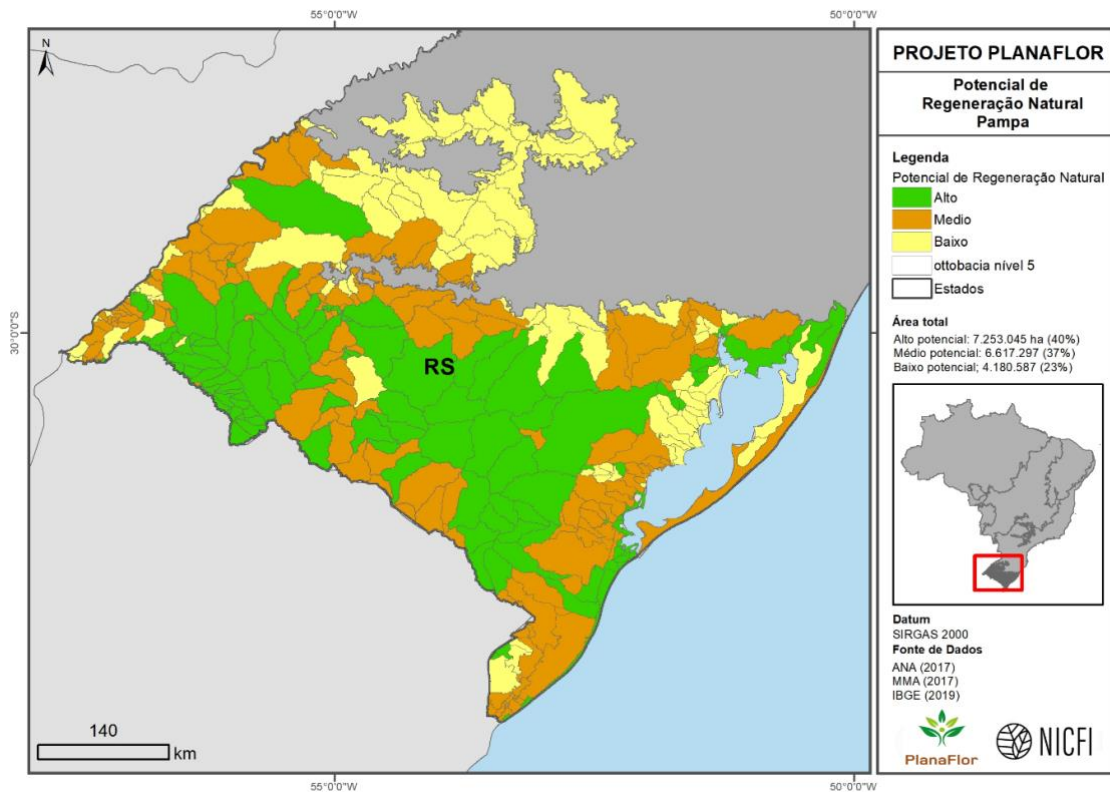 55°0'0"W
50°0'0"W
N
30°0'0"S
30°0'0"S
RS
140
km
55°0'0"W
50°0'0"W
PROJETO PLANAFLOR
Potencial de
Regeneração Natural
Pampa
Legenda
Potencial de Regeneração Natural
Alto
Medio
Baixo
ottobacia nível 5
Estados
Área total
Alto potencial: 7.253.045 ha (40%)
Médio potencial: 6.617.297 (37%)
Baixo potencial; 4.180.587 (23%)
Datum
SIRGAS 2000
Fonte de Dados
ANA (2017)
MMA (2017)
IBGE (2019)
PlanaFlor
NICFI